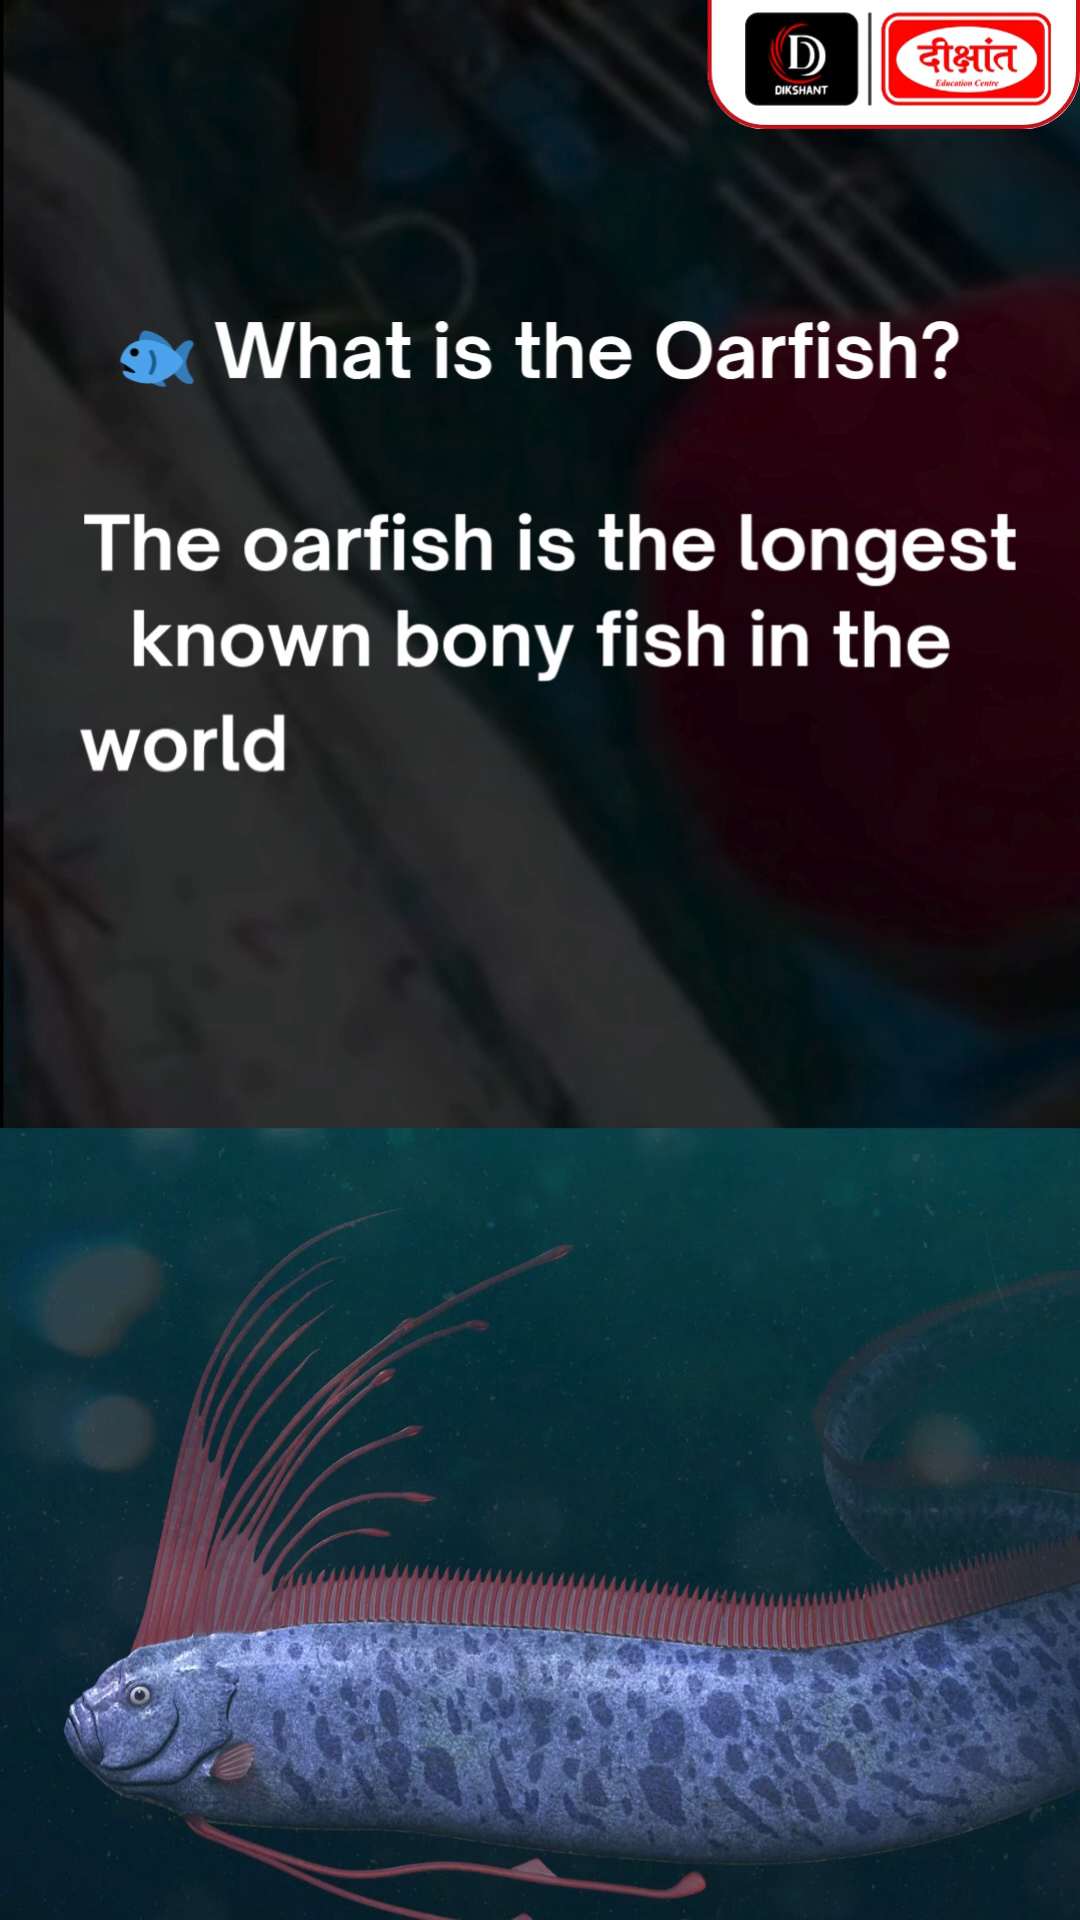 DIKSHANT
दीक्षांत
Education Centre
What is the Oarfish?
The oarfish is the longest
known bony fish in the
world